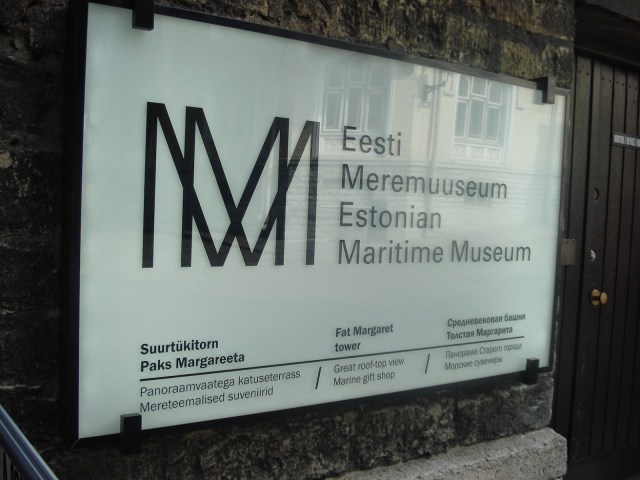 Eesti
Meremuuseum
Estonian
Maritime Museum
Suurtükitorn
Paks Margareeta
Panoraamvaatega katuseterrass
Mereteemalised suveniirid
Fat Margaret
tower
Great roof-top view
Marine gift shop
Средневековая башня
Толстая Маргарита
Панорама Старого города
Морские сувениры